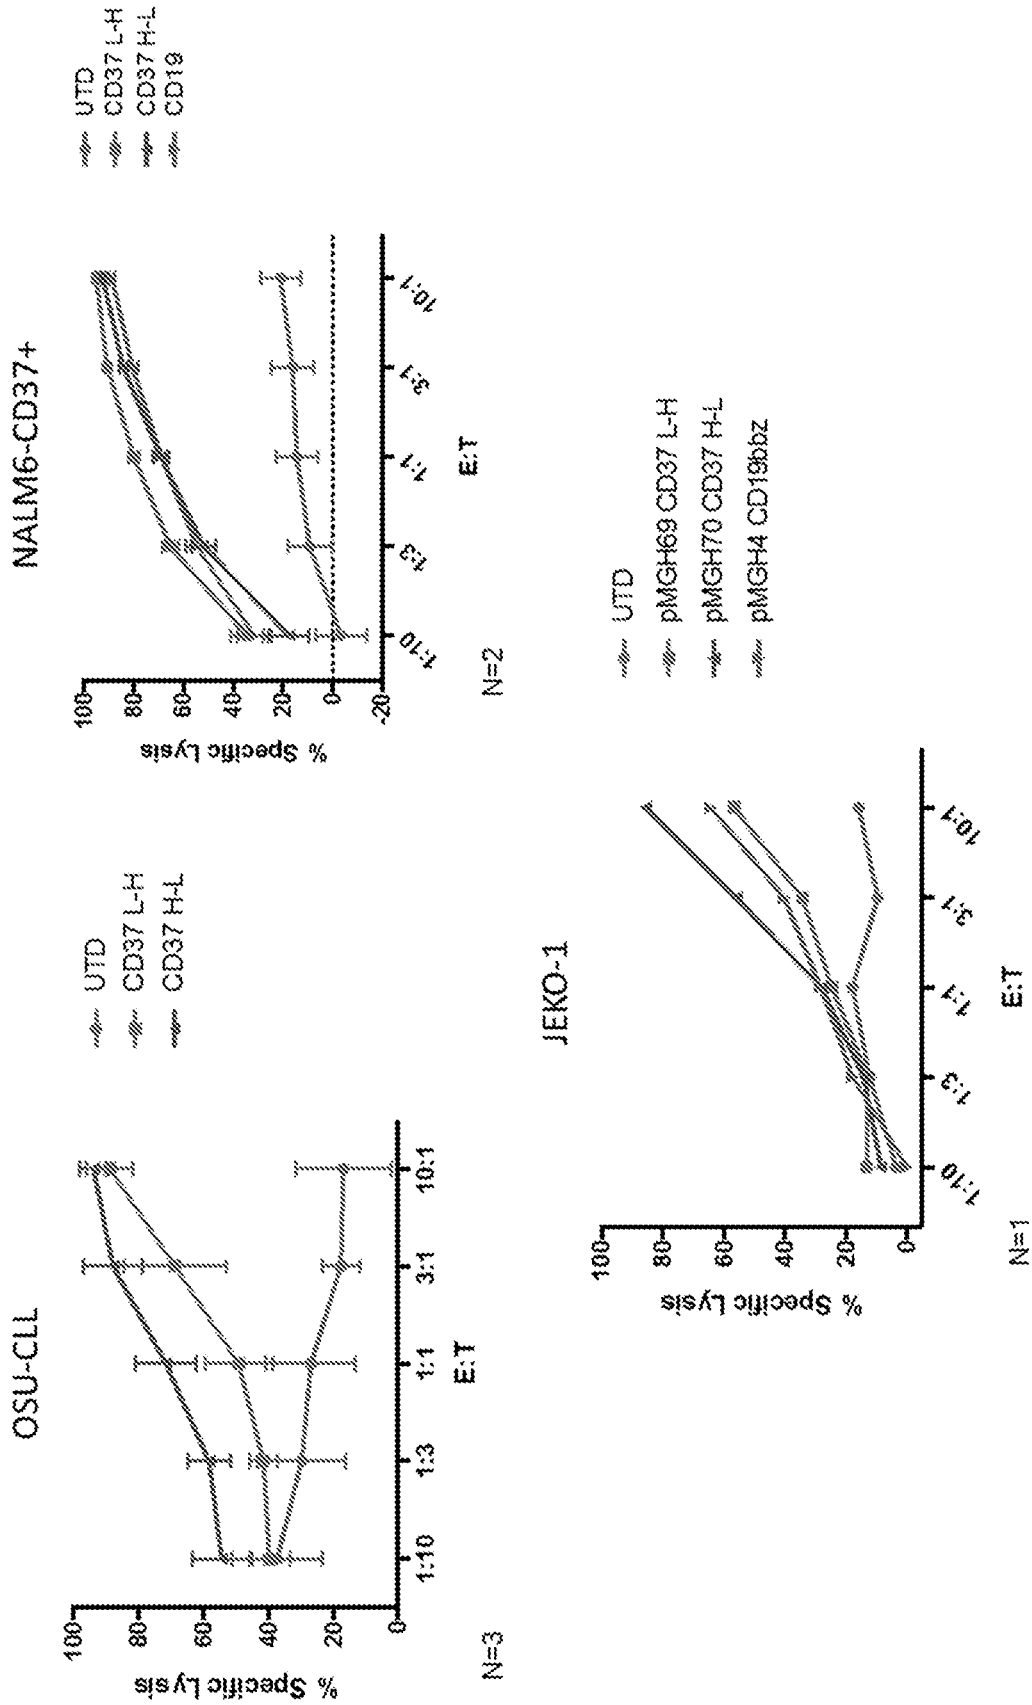 OSU-CLL
% Specific Lysis
100
80
60
40
20
0
1:10
1:3
1:1
3:1
10:1
E:T
N=3
UTD
CD37 L-H
CD37 H-L
NALM6-CD37+
% Specific Lysis
100
80
60
40
20
0
-20
1:10
1:3
1:1
3:1
10:1
E:T
N=2
UTD
CD37 L-H
CD37 H-L
CD19
JEKO-1
% Specific Lysis
100
80
60
40
20
0
1:10
1:3
1:1
3:1
10:1
E:T
N=1
UTD
pMGH69 CD37 L-H
pMGH70 CD37 H-L
pMGH4 CD19bbz